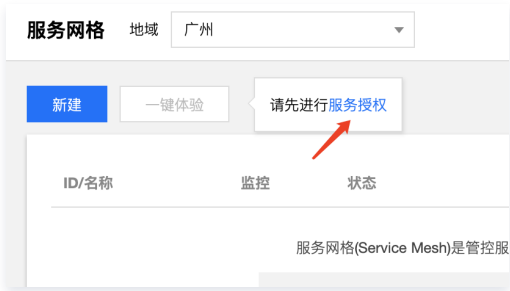 服务网格 地域 广州
新建 一键体验 请先进行服务授权
ID/名称 监控 状态
服务网格(Service Mesh)是管控服